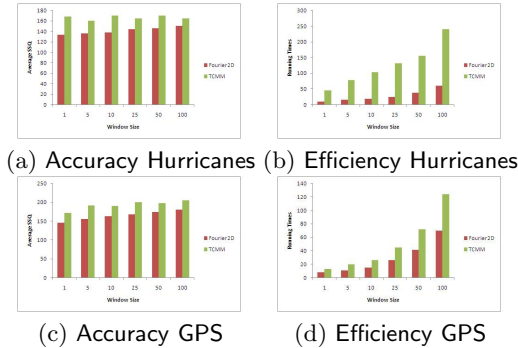 180
160
140
120
100
80
60
40
20
0
Average SSQ
1 5 10 25 50 100
Window Size
Fourier2D
TCMM
300
250
200
150
100
50
0
Running Times
1 5 10 25 50 100
Window Size
Fourier2D
TCMM
(a) Accuracy Hurricanes
(b) Efficiency Hurricanes
250
200
150
100
50
0
Average SSQ
1 5 10 25 50 100
Window Size
Fourier2D
TCMM
140
120
100
80
60
40
20
0
Running Times
1 5 10 25 50 100
Window Size
Fourier2D
TCMM
(c) Accuracy GPS
(d) Efficiency GPS